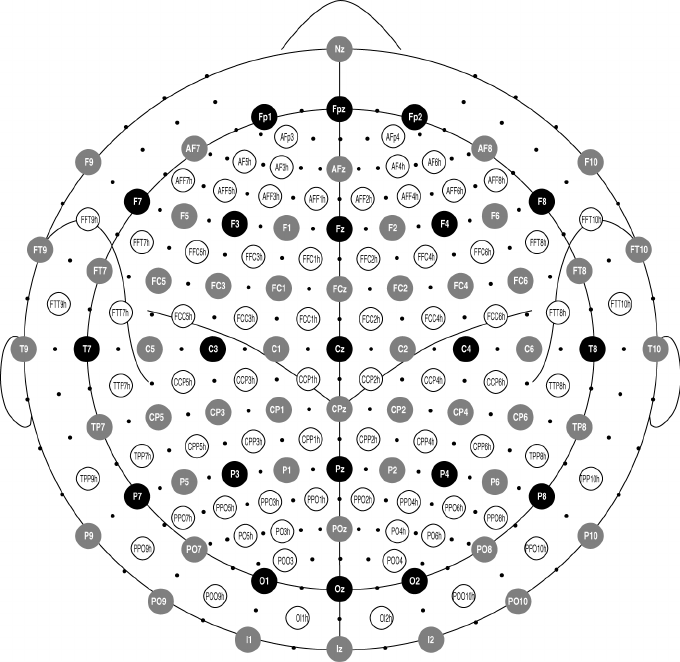 Nz
Fp1 Fpz Fp2
AFp3 AFp4
AF7 AF8
F9 AF5h AF3h AFz AF4h AF6h F10
AFF7h AFF5h AFF3h AFF1h AFF2h AFF4h AFF6h AFF8h
F7 F8
FFT9h F5 F3 F1 Fz F2 F4 F6 FFT10h
FT9 FFT7h FFC5h FFC3h FFC1h FFC2h FFC4h FFC6h FFT8h FT10
FT7 FC5 FC3 FC1 FCz FC2 FC4 FC6 FT8
FTT9h FTT7h FCC5h FCC3h FCC1h FCC2h FCC4h FCC6h FTT8h FTT10h
T9 T7 C5 C3 C1 Cz C2 C4 C6 T8 T10
TTP7h CCP5h CCP3h CCP1h CCP2h CCP4h CCP6h TTP8h
TP7 CP5 CP3 CP1 CPz CP2 CP4 CP6 TP8
TPP7h CPP5h CPP3h CPP1h CPP2h CPP4h CPP6h TPP8h
TPP9h P5 P3 P1 Pz P2 P4 P6 TPP10h
P7 PPO5h PPO3h PPO1h PPO2h PPO4h PPO6h P8
PPO7h PPO8h
P9 PO5h PO3h POz PO4h PO6h P10
PPO9h PO7 POO3 POO4 PO8 PPO10h
O1 Oz O2
PO9 POO9h POO10h PO10
OI1h OI2h
I1 Iz I2